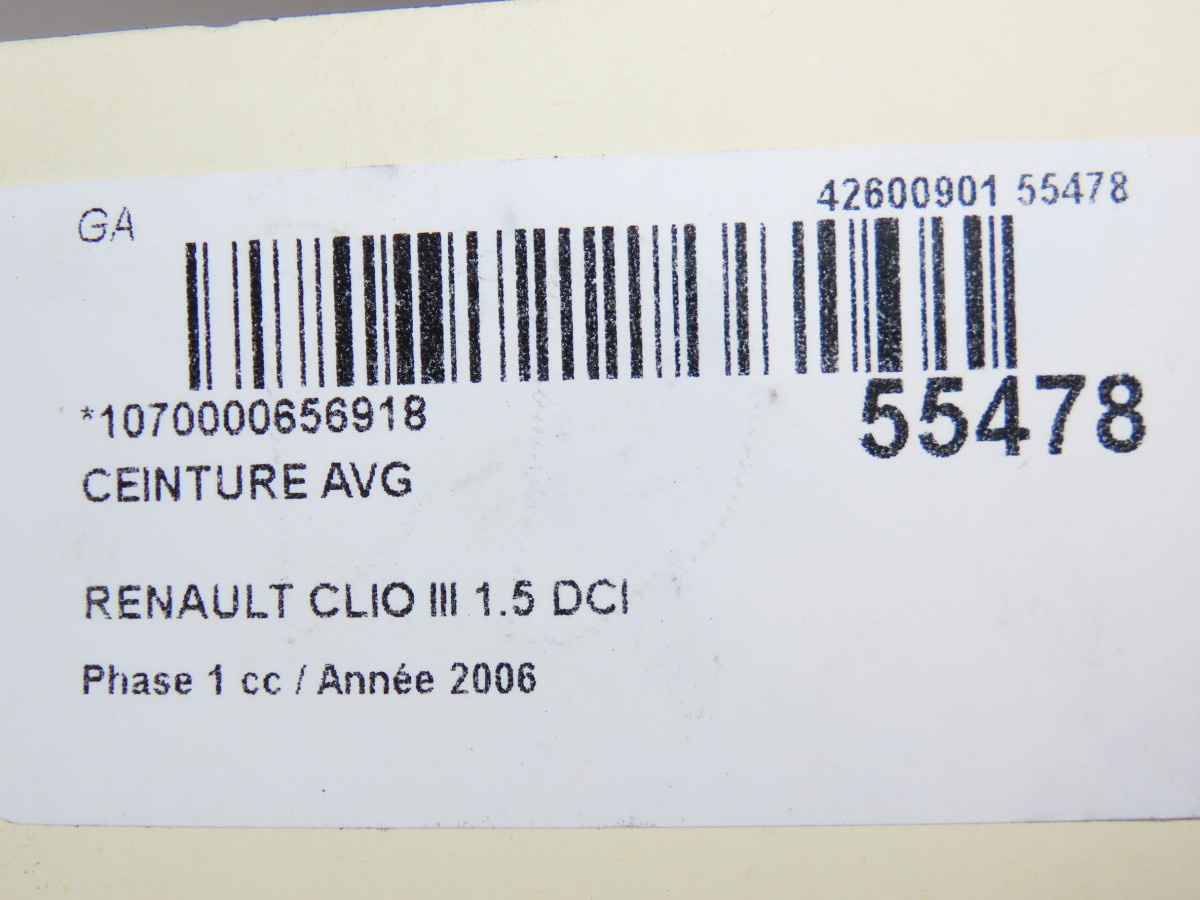 GA
42600901 55478
*1070000656918
55478
CEINTURE AVG
RENAULT CLIO III 1.5 DCI
Phase 1 cc / Année 2006